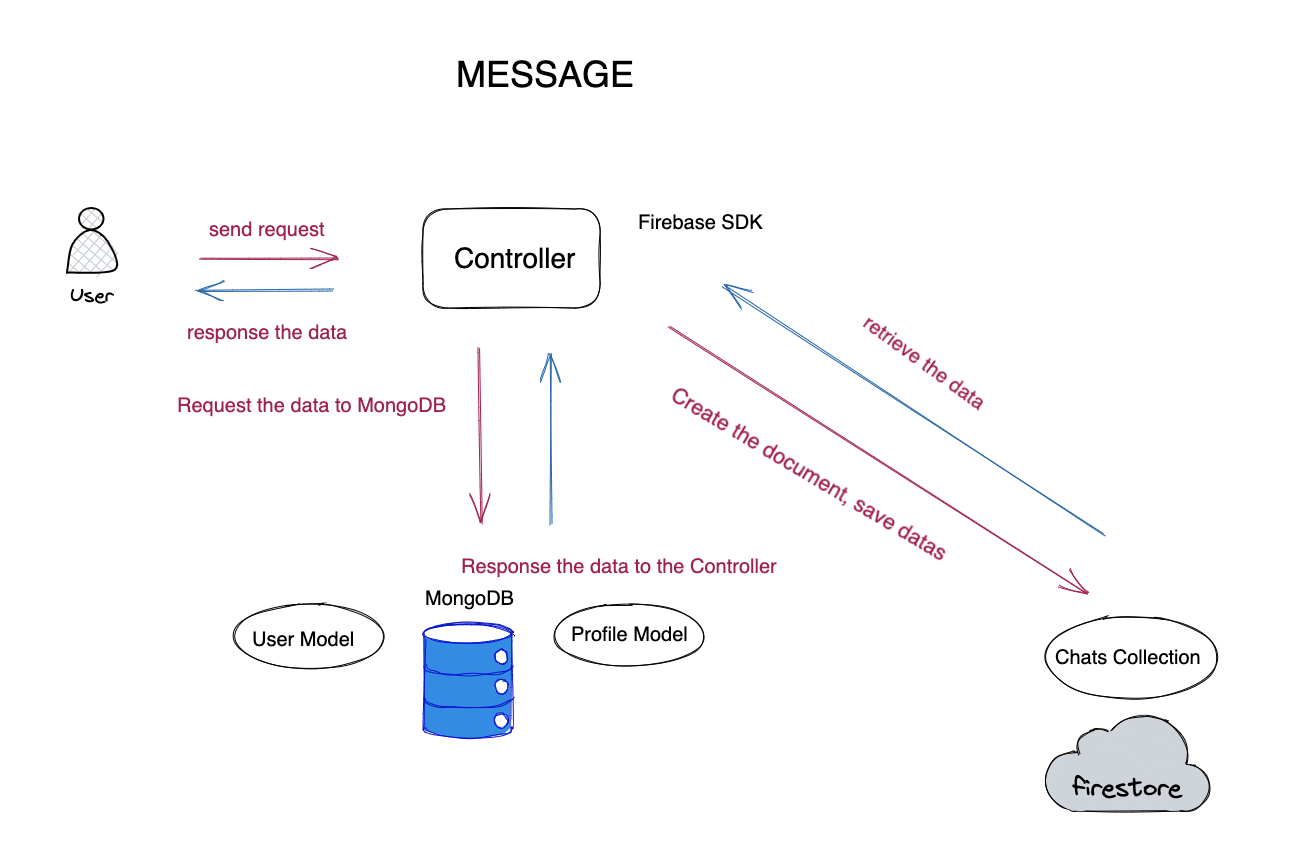 MESSAGE
send request
Controller
Firebase SDK
User
response the data
retrieve the data
Request the data to MongoDB
Create the document, save datas
Response the data to the Controller
MongoDB
User Model
Profile Model
Chats Collection
firestore